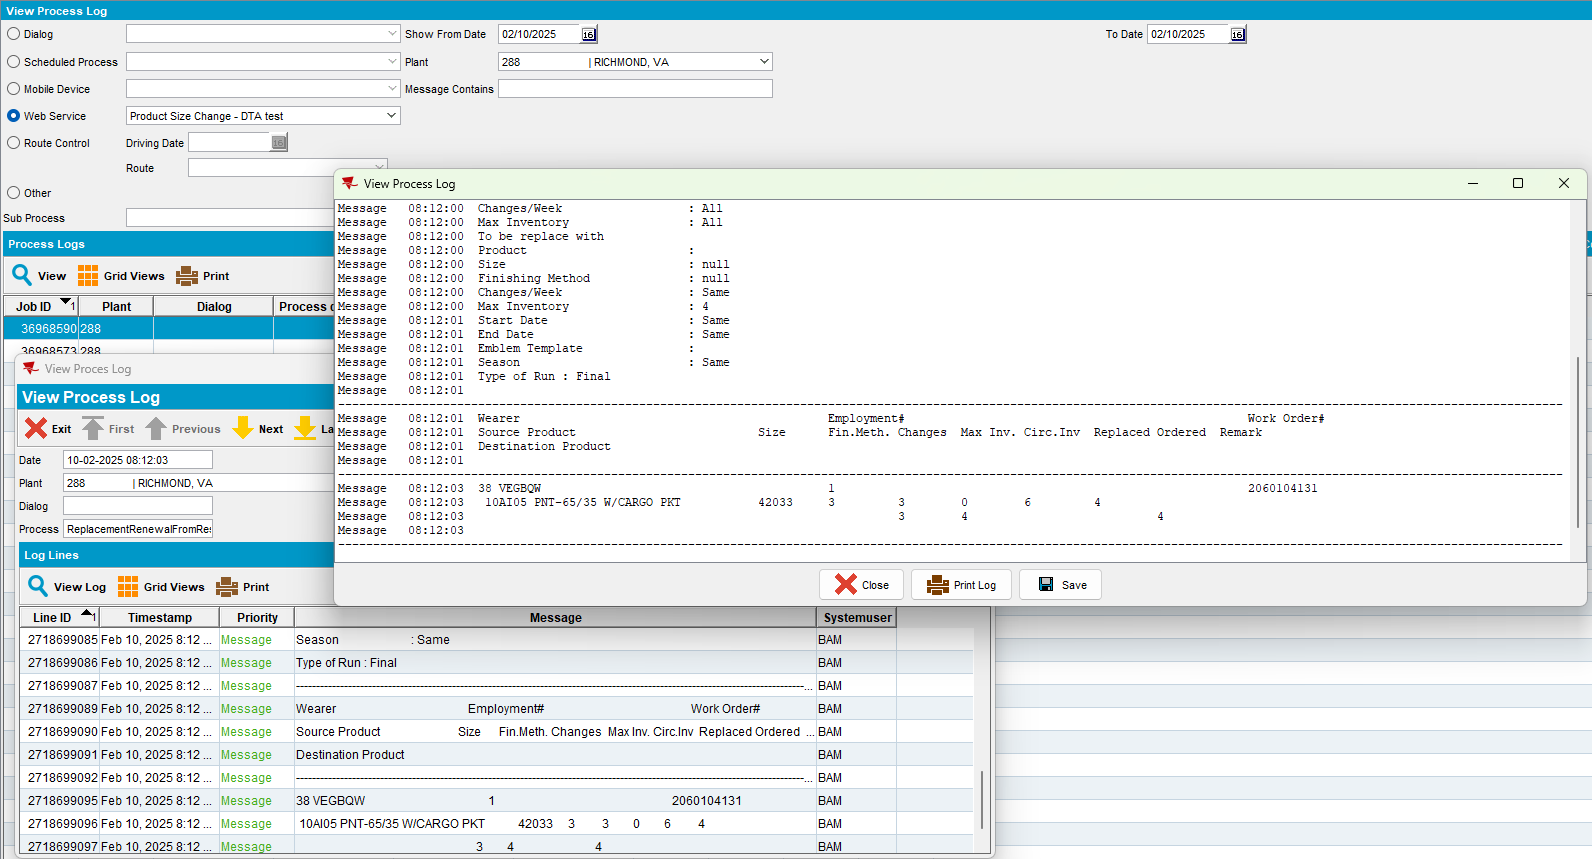 View Process Log
Dialog Show From Date 02/10/2025 16 To Date 02/10/2025 16
Scheduled Process Plant 288 | RICHMOND, VA
Mobile Device Message Contains
Web Service Product Size Change - DTA test
Route Control Driving Date 16
Route
Other
Sub Process
Process Logs
View Grid Views Print
Job ID 1 Plant Dialog Process
36968590 288
36968573 288
View Process Log
Message 08:12:00 Changes/Week : All
Message 08:12:00 Max Inventory : All
Message 08:12:00 To be replace with
Message 08:12:00 Product :
Message 08:12:00 Size : null
Message 08:12:00 Finishing Method : null
Message 08:12:00 Changes/Week : Same
Message 08:12:00 Max Inventory : 4
Message 08:12:01 Start Date : Same
Message 08:12:01 End Date : Same
Message 08:12:01 Emblem Template :
Message 08:12:01 Season : Same
Message 08:12:01 Type of Run : Final
Message 08:12:01
Message 08:12:01 Wearer Employment# Work Order#
Message 08:12:01 Source Product Size Fin.Meth. Changes Max Inv. Circ.Inv Replaced Ordered Remark
Message 08:12:01 Destination Product
Message 08:12:01
Message 08:12:03 38 VEGBQW 1 2060104131
Message 08:12:03 10AI05 PNT-65/35 W/CARGO PKT 42033 3 3 0 6 4
Message 08:12:03 3 4 4
Message 08:12:03
Close Print Log Save
View Proces Log
View Process Log
Exit First Previous Next La
Date 10-02-2025 08:12:03
Plant 288 | RICHMOND, VA
Dialog
Process ReplacementRenewalFromRes
Log Lines
View Log Grid Views Print
Line ID 1 Timestamp Priority Message Systemuser
2718699085 Feb 10, 2025 8:12 ... Message Season : Same BAM
2718699086 Feb 10, 2025 8:12 ... Message Type of Run : Final BAM
2718699087 Feb 10, 2025 8:12 ... Message ... BAM
2718699089 Feb 10, 2025 8:12 ... Message Wearer Employment# Work Order# BAM
2718699090 Feb 10, 2025 8:12 ... Message Source Product Size Fin.Meth. Changes Max Inv. Circ.Inv Replaced Ordered ... BAM
2718699091 Feb 10, 2025 8:12 ... Message Destination Product BAM
2718699092 Feb 10, 2025 8:12 ... Message ... BAM
2718699095 Feb 10, 2025 8:12 ... Message 38 VEGBQW 1 2060104131 BAM
2718699096 Feb 10, 2025 8:12 ... Message 10AI05 PNT-65/35 W/CARGO PKT 42033 3 3 0 6 4 BAM
2718699097 Feb 10, 2025 8:12 ... Message 3 4 4 BAM